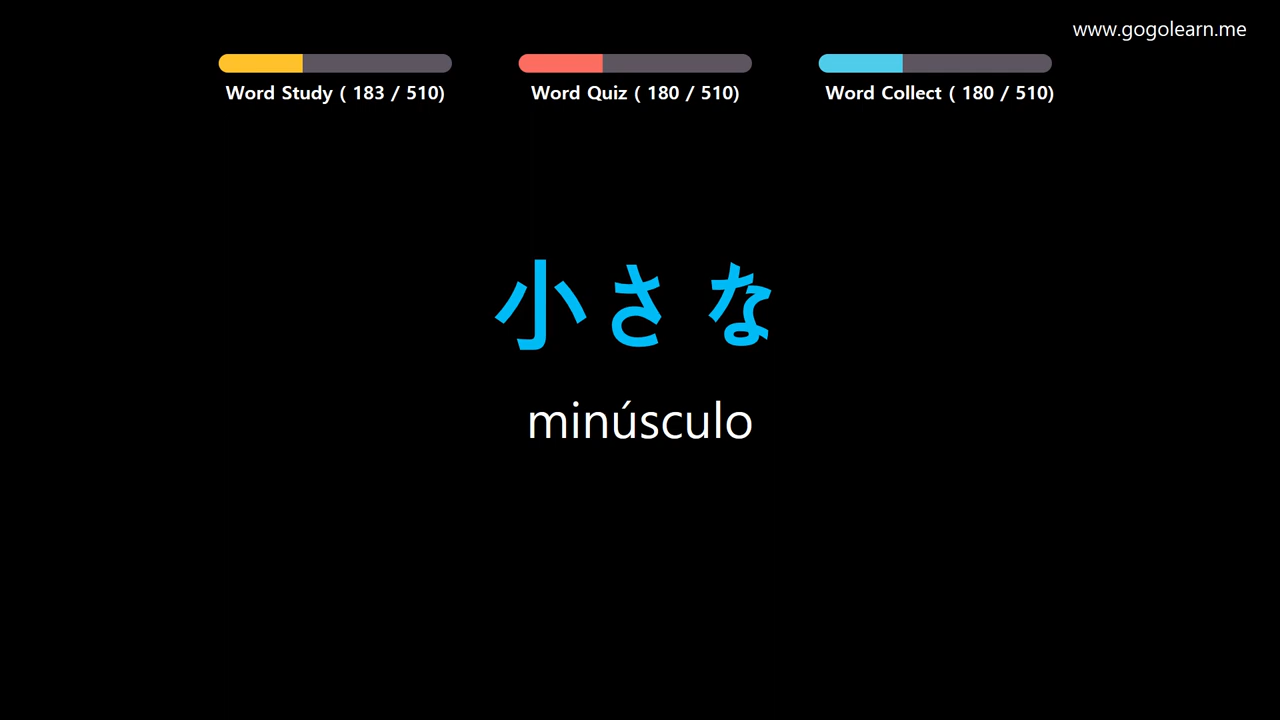 www.gogolearn.me
Word Study ( 183 / 510)
Word Quiz ( 180 / 510)
Word Collect ( 180 / 510)
小さな
minúsculo